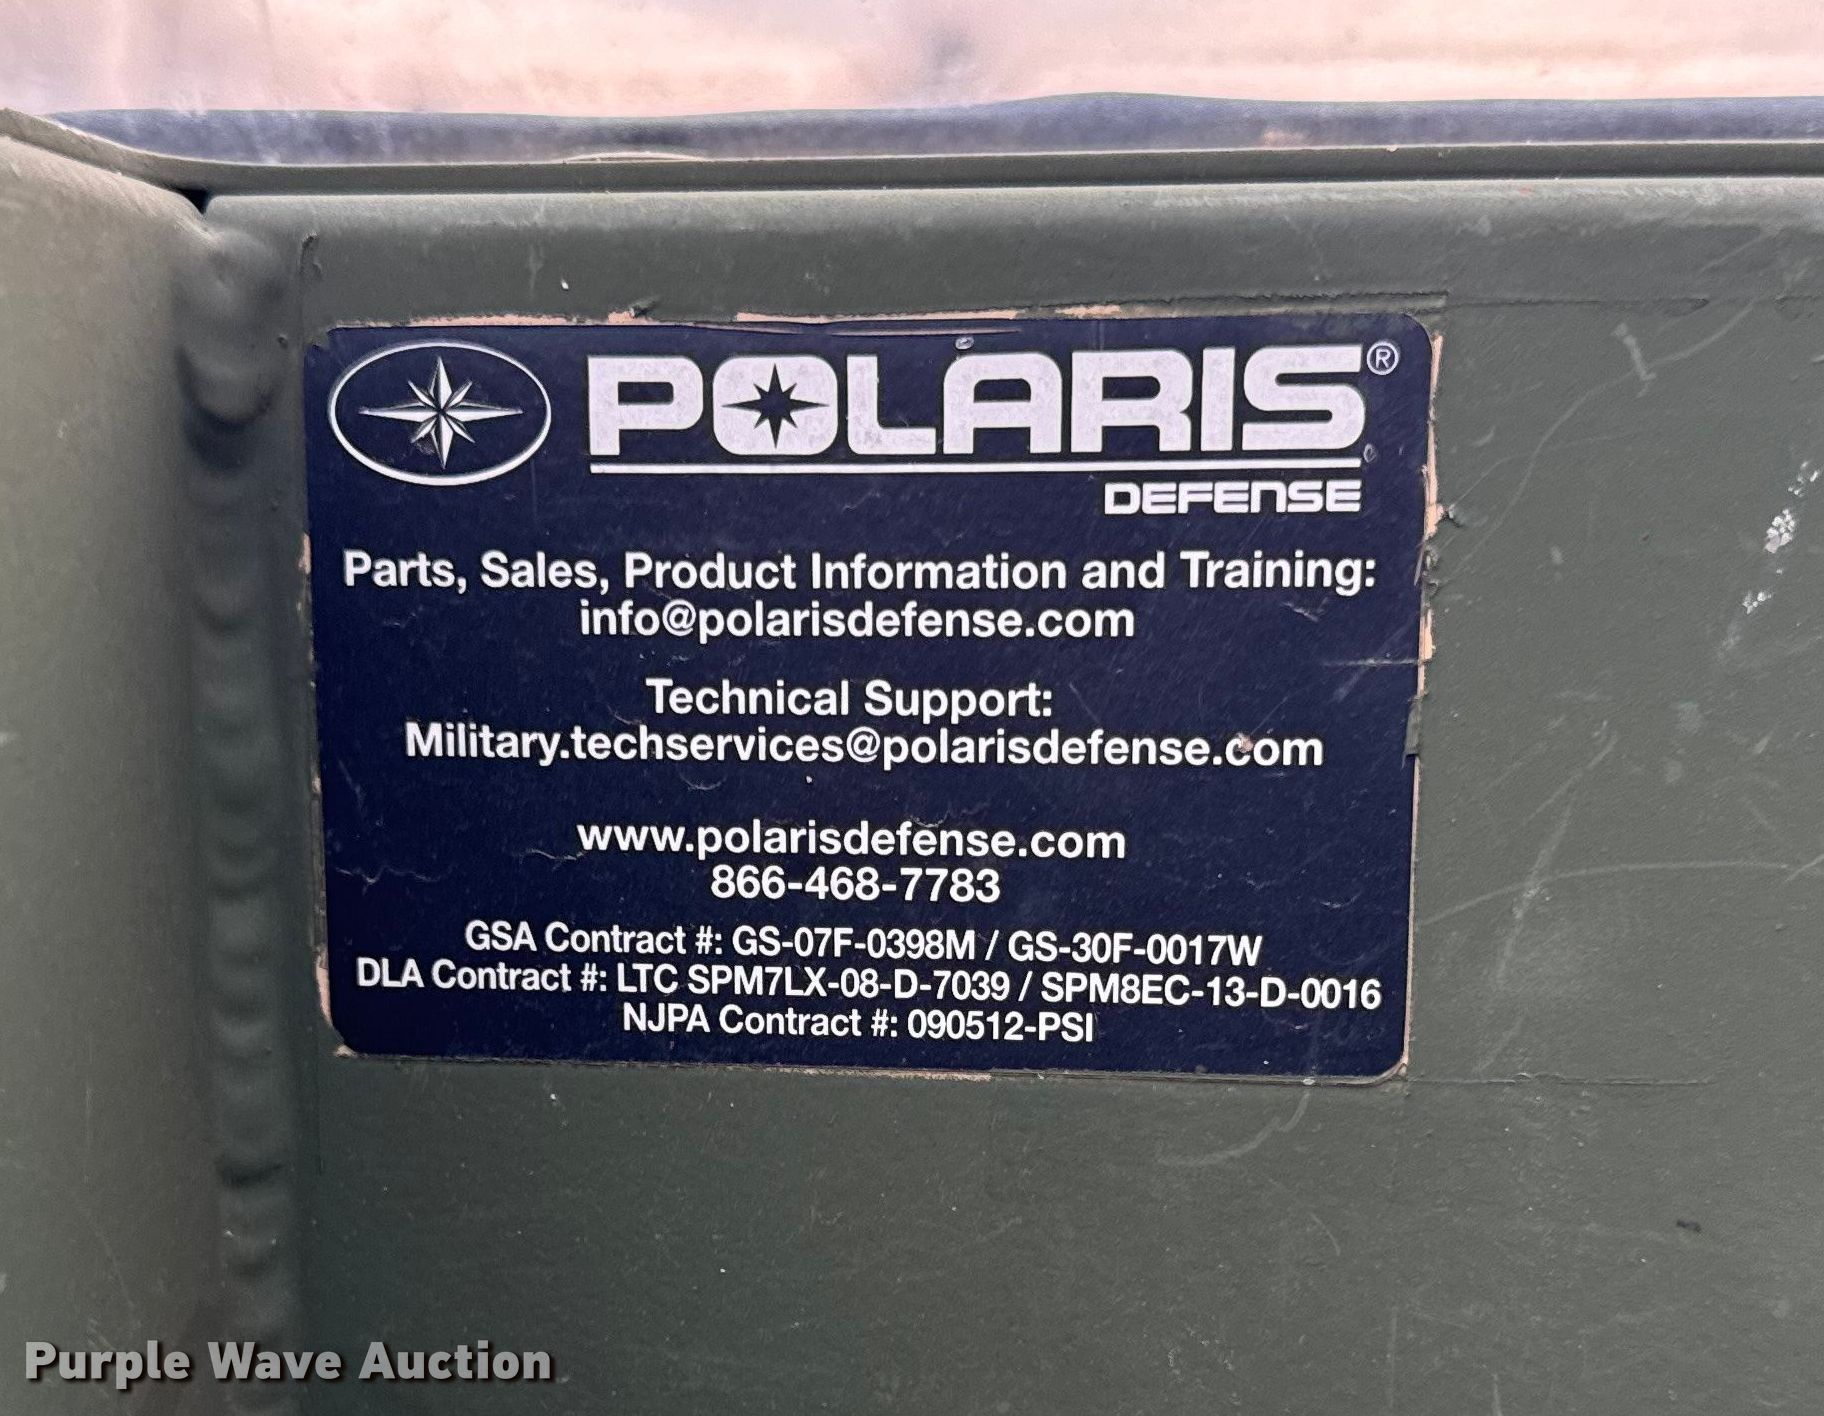 POLARIS®
DEFENSE
Parts, Sales, Product Information and Training:
info@polarisdefense.com
Technical Support:
Military.techservices@polarisdefense.com
www.polarisdefense.com
866-468-7783
GSA Contract #: GS-07F-0398M / GS-30F-0017W
DLA Contract #: LTC SPM7LX-08-D-7039 / SPM8EC-13-D-0016
NJPA Contract #: 090512-PSI
Purple Wave Auction